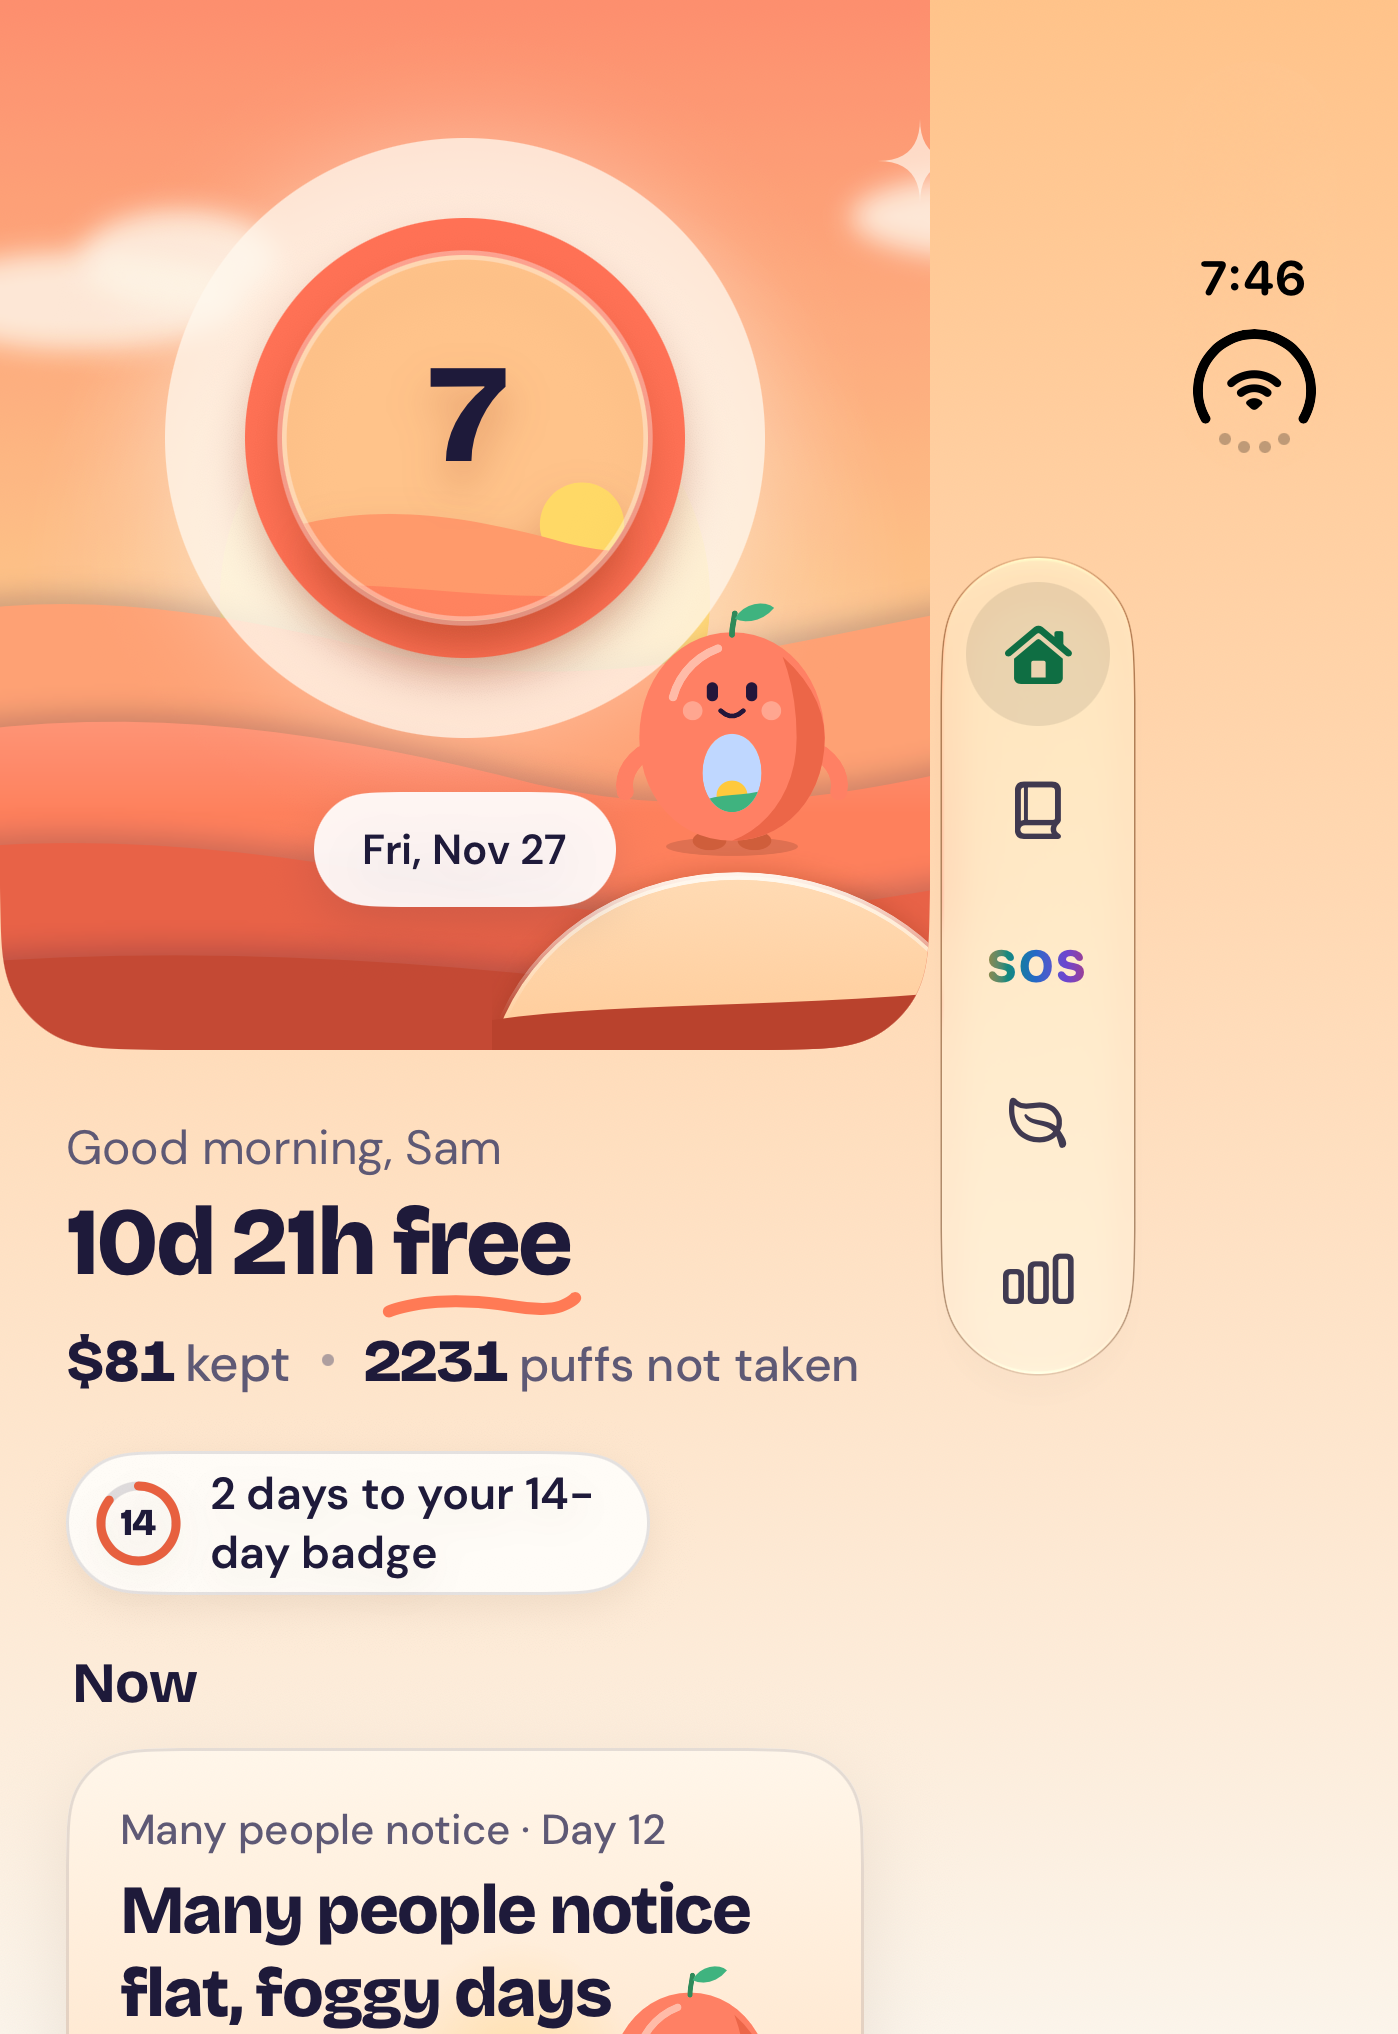 7
7:46
Fri, Nov 27
SOS
Good morning, Sam
10d 21h free
$81 kept • 2231 puffs not taken
14
2 days to your 14-
day badge
Now
Many people notice · Day 12
Many people notice
flat, foggy days